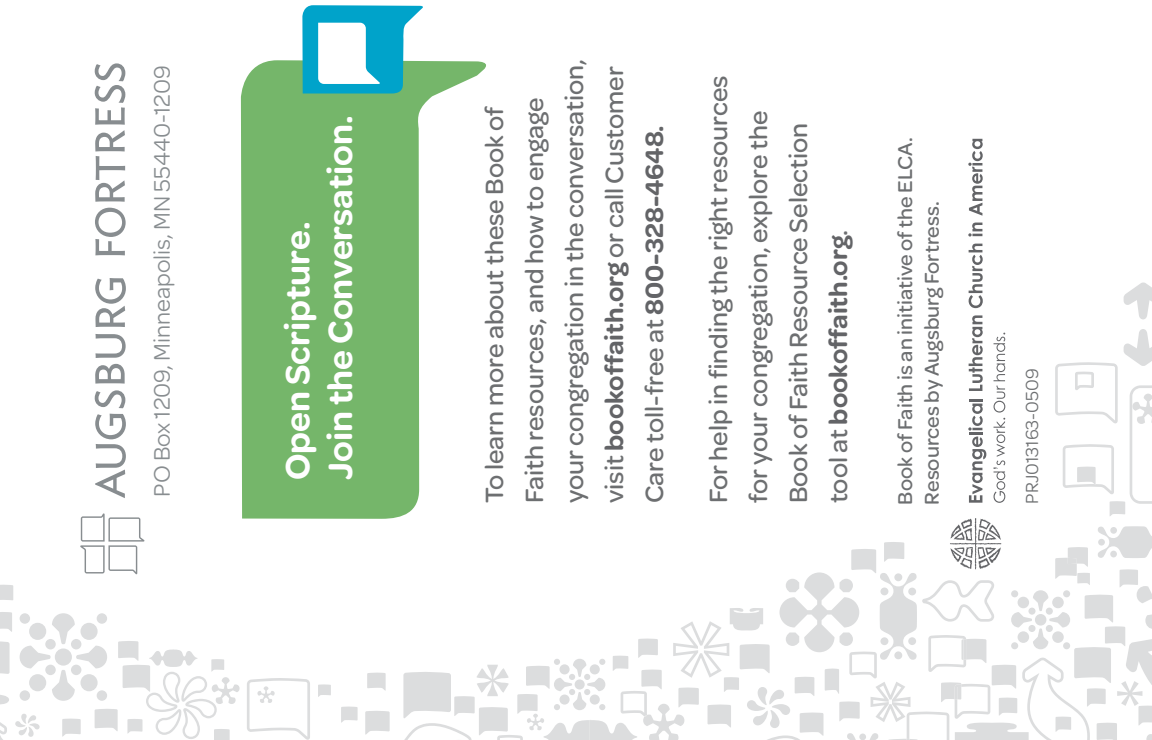 AUGSBURG FORTRESS
PO Box 1209, Minneapolis, MN 55440-1209
Open Scripture.
Join the Conversation.
To learn more about these Book of
Faith resources, and how to engage
your congregation in the conversation,
visit bookoffaith.org or call Customer
Care toll-free at 800-328-4648.
For help in finding the right resources
for your congregation, explore the
Book of Faith Resource Selection
tool at bookoffaith.org.
Book of Faith is an initiative of the ELCA.
Resources by Augsburg Fortress.
Evangelical Lutheran Church in America
God's work. Our hands.
PRJ013163-0509